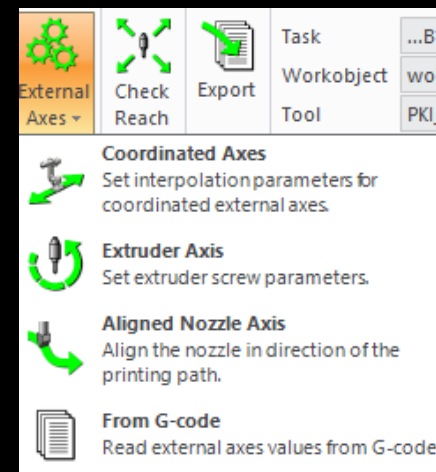 External
Axes
Check
Reach
Export
Task
...B
Workobject
wo
Tool
PKI_
Coordinated Axes
Set interpolation parameters for
coordinated external axes.
Extruder Axis
Set extruder screw parameters.
Aligned Nozzle Axis
Align the nozzle in direction of the
printing path.
From G-code
Read external axes values from G-code